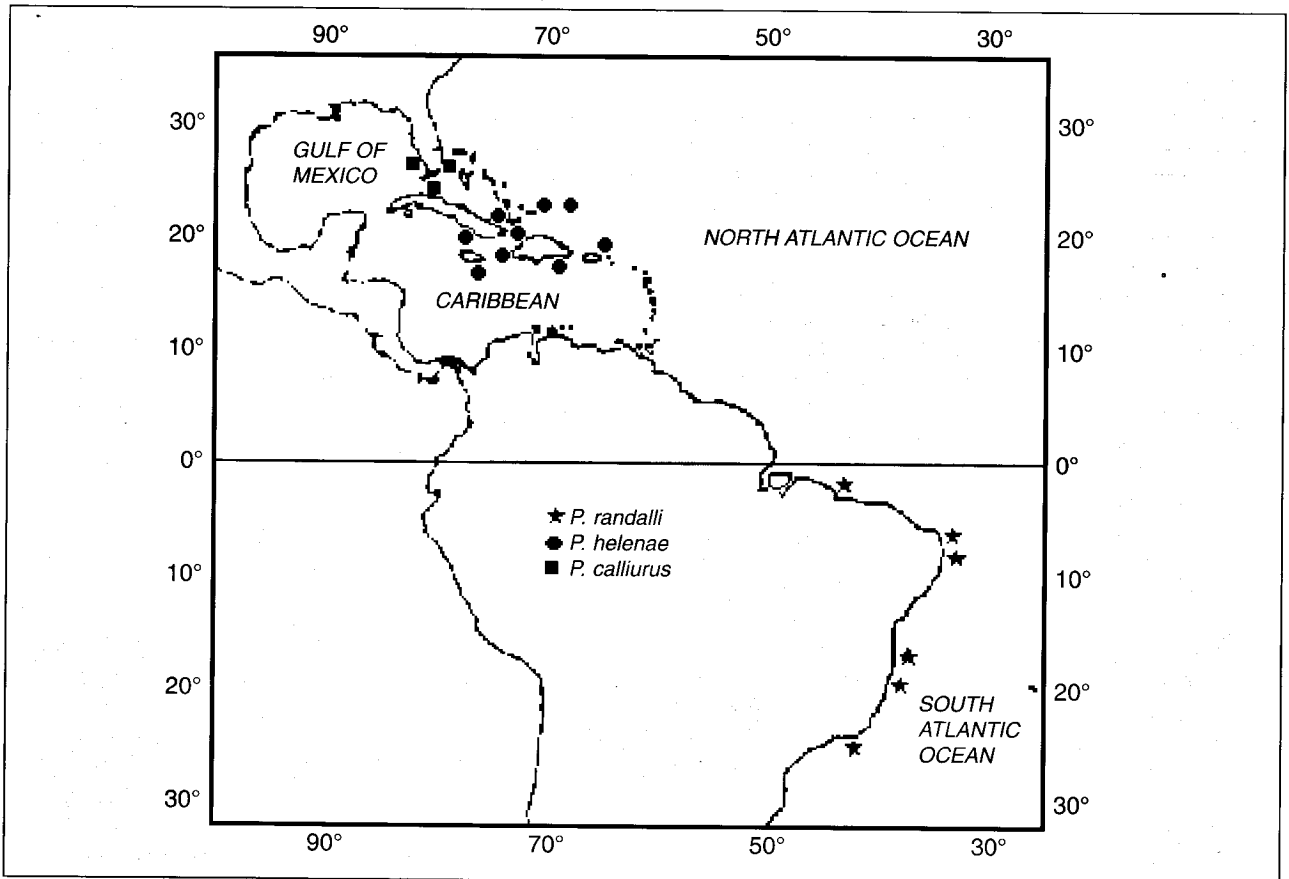 90° 70° 50° 30°
30° 30°
GULF OF
MEXICO
20° NORTH ATLANTIC OCEAN 20°
CARIBBEAN
10° 10°
0° 0°
P. randalli
P. helenae
P. calliurus
10° 10°
20° 20°
SOUTH
ATLANTIC
OCEAN
30° 30°
90° 70° 50° 30°